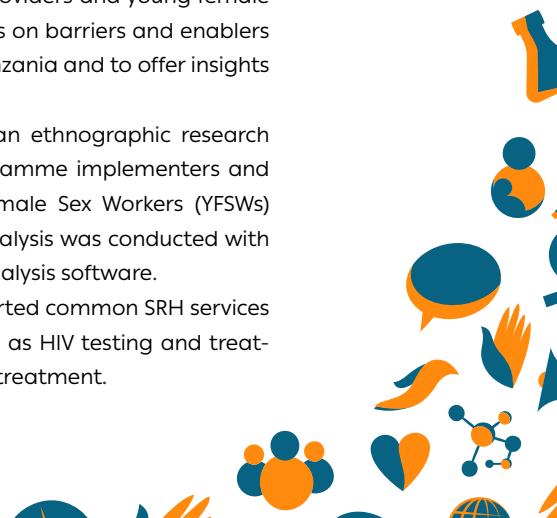 oviders and young female
s on barriers and enablers
nzania and to offer insights
an ethnographic research
amme implementers and
male Sex Workers (YFSWs)
alysis was conducted with
alysis software.
rted common SRH services
as HIV testing and treat-
treatment.